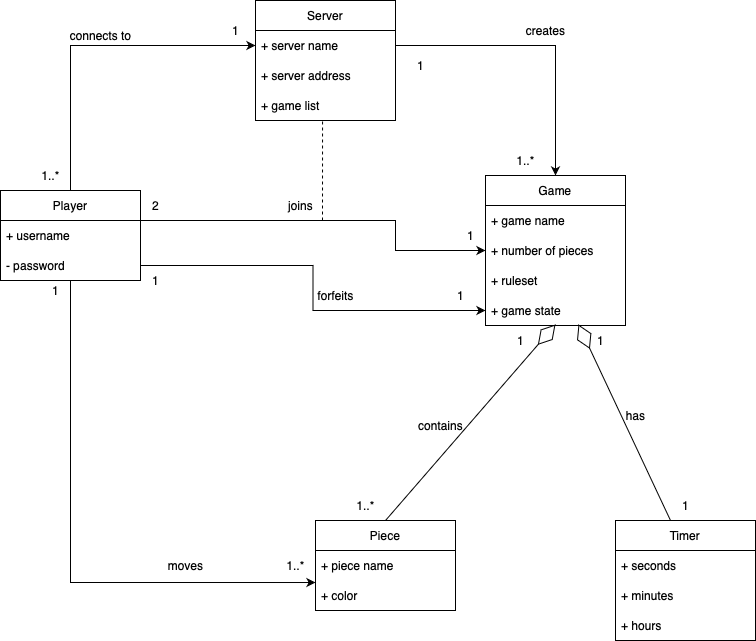 Server
+ server name
+ server address
+ game list
connects to
1
creates
1
1..*
1..*
Game
+ game name
+ number of pieces
+ ruleset
+ game state
Player
+ username
- password
2
joins
1
1
forfeits
1
1
1
1
contains
has
1..*
1
Piece
+ piece name
+ color
moves
1..*
Timer
+ seconds
+ minutes
+ hours